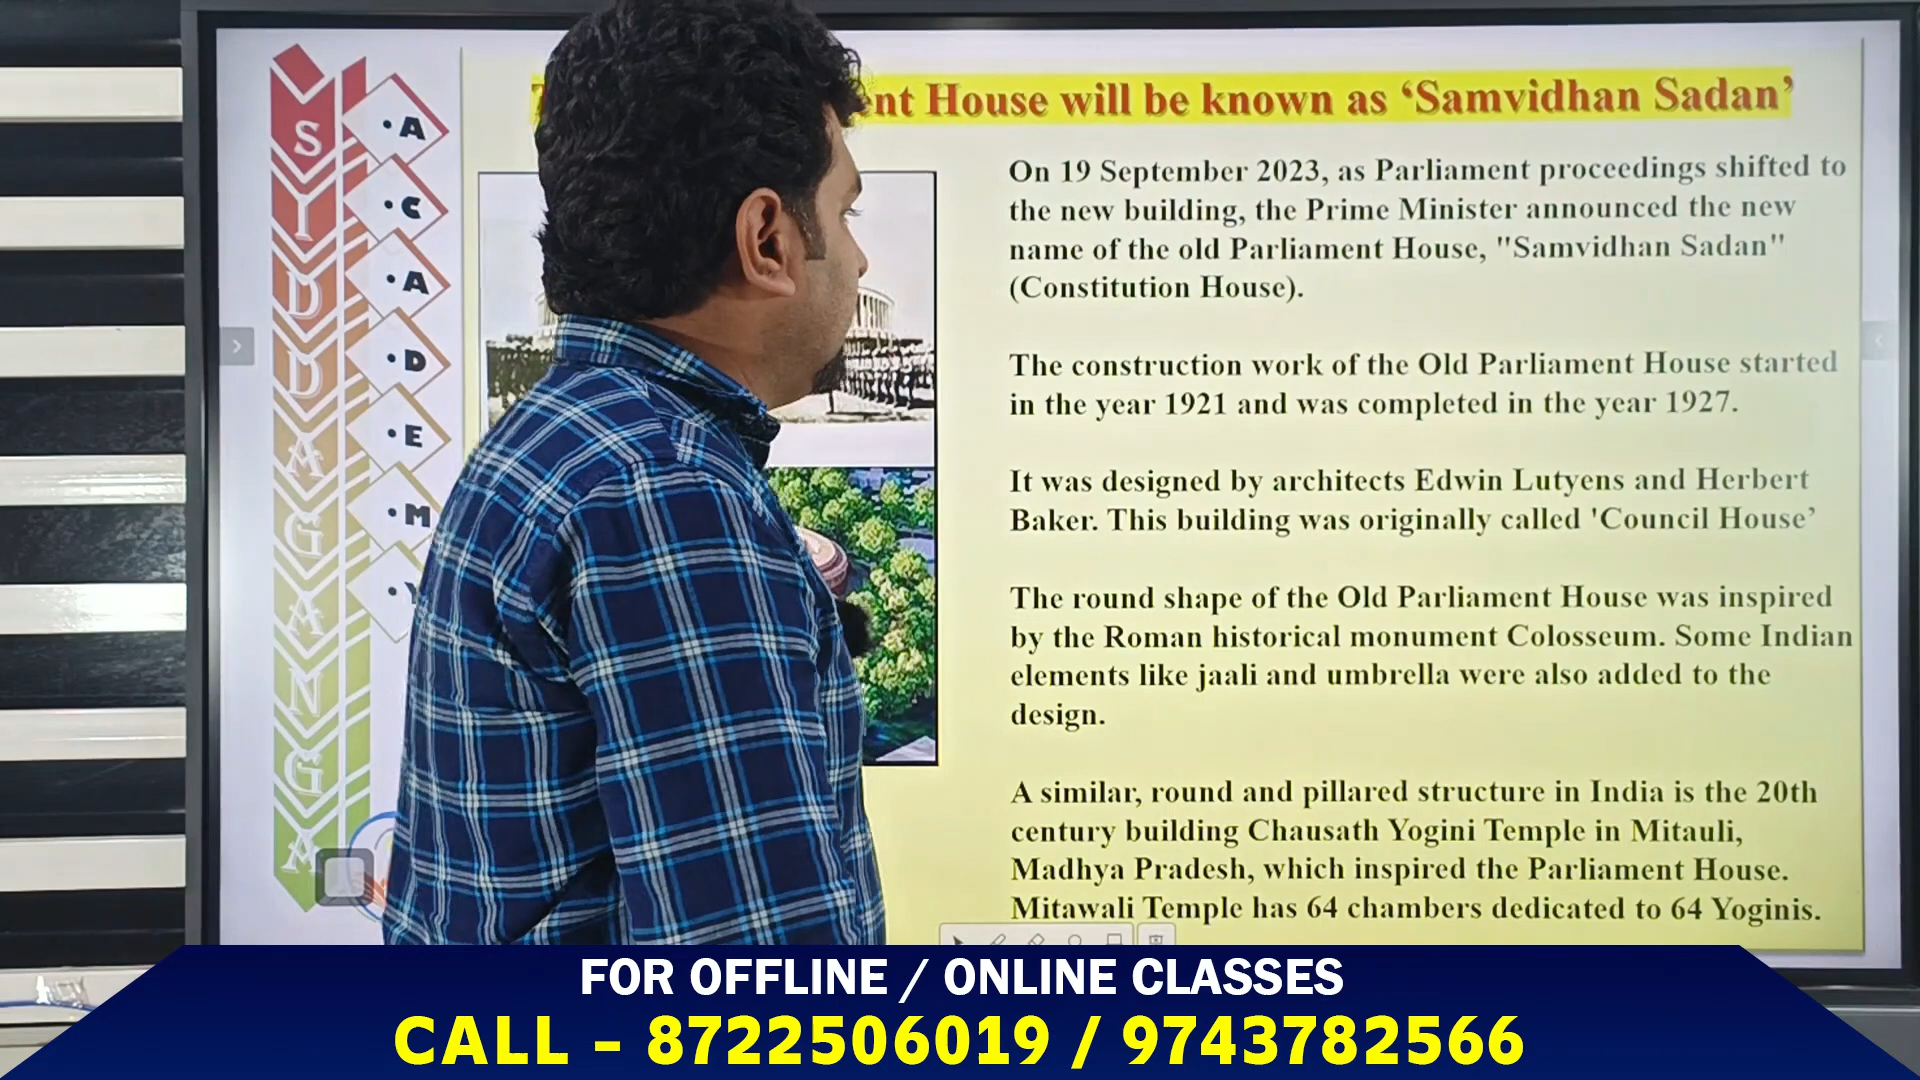 ent House will be known as ‘Samvidhan Sadan’
SIDDAGANGA
• A
• C
• A
• D
• E
• M
• Y
On 19 September 2023, as Parliament proceedings shifted to
the new building, the Prime Minister announced the new
name of the old Parliament House, "Samvidhan Sadan"
(Constitution House).
The construction work of the Old Parliament House started
in the year 1921 and was completed in the year 1927.
It was designed by architects Edwin Lutyens and Herbert
Baker. This building was originally called 'Council House’
The round shape of the Old Parliament House was inspired
by the Roman historical monument Colosseum. Some Indian
elements like jaali and umbrella were also added to the
design.
A similar, round and pillared structure in India is the 20th
century building Chausath Yogini Temple in Mitauli,
Madhya Pradesh, which inspired the Parliament House.
Mitawali Temple has 64 chambers dedicated to 64 Yoginis.
FOR OFFLINE / ONLINE CLASSES
CALL – 8722506019 / 9743782566